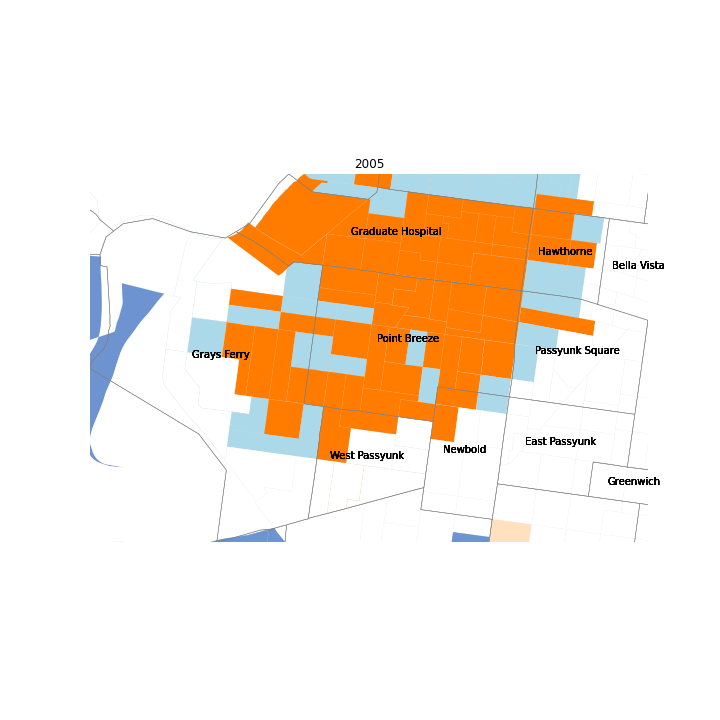 2005
Graduate Hospital
Hawthorne
Bella Vista
Point Breeze
Passyunk Square
Grays Ferry
East Passyunk
Newbold
West Passyunk
Greenwich